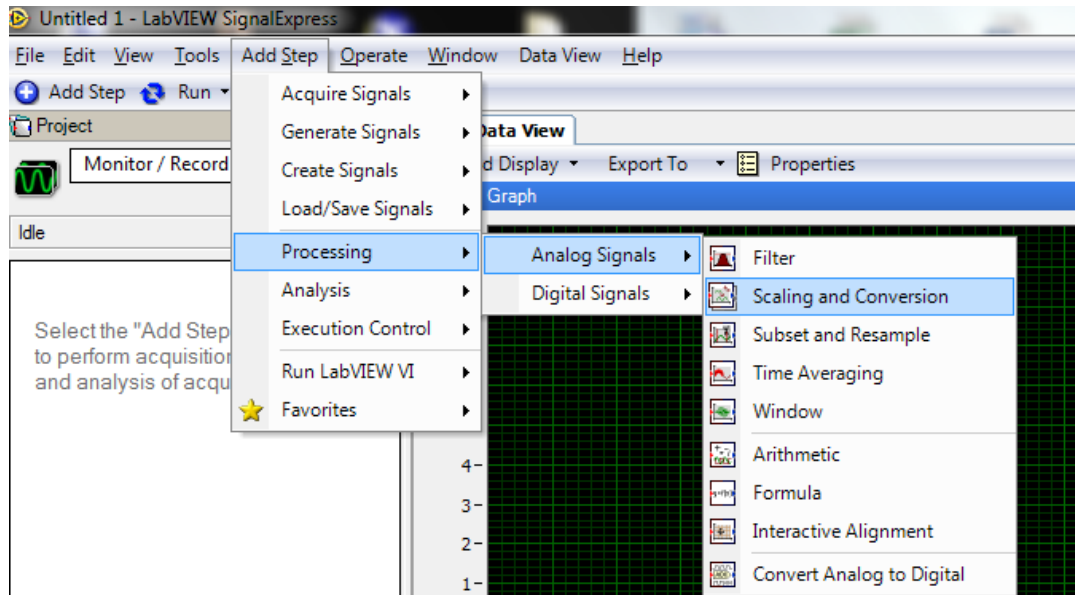 Untitled 1 - LabVIEW SignalExpress
File Edit View Tools Add Step Operate Window Data View Help
Add Step Run
Project
Monitor / Record
Idle
Select the "Add Step
to perform acquisition
and analysis of acqu
Acquire Signals
Generate Signals
Create Signals
Load/Save Signals
Processing
Analysis
Execution Control
Run LabVIEW VI
Favorites
Data View
d Display Export To Properties
Graph
Analog Signals
Digital Signals
Filter
Scaling and Conversion
Subset and Resample
Time Averaging
Window
Arithmetic
Formula
Interactive Alignment
Convert Analog to Digital
4
3
2
1